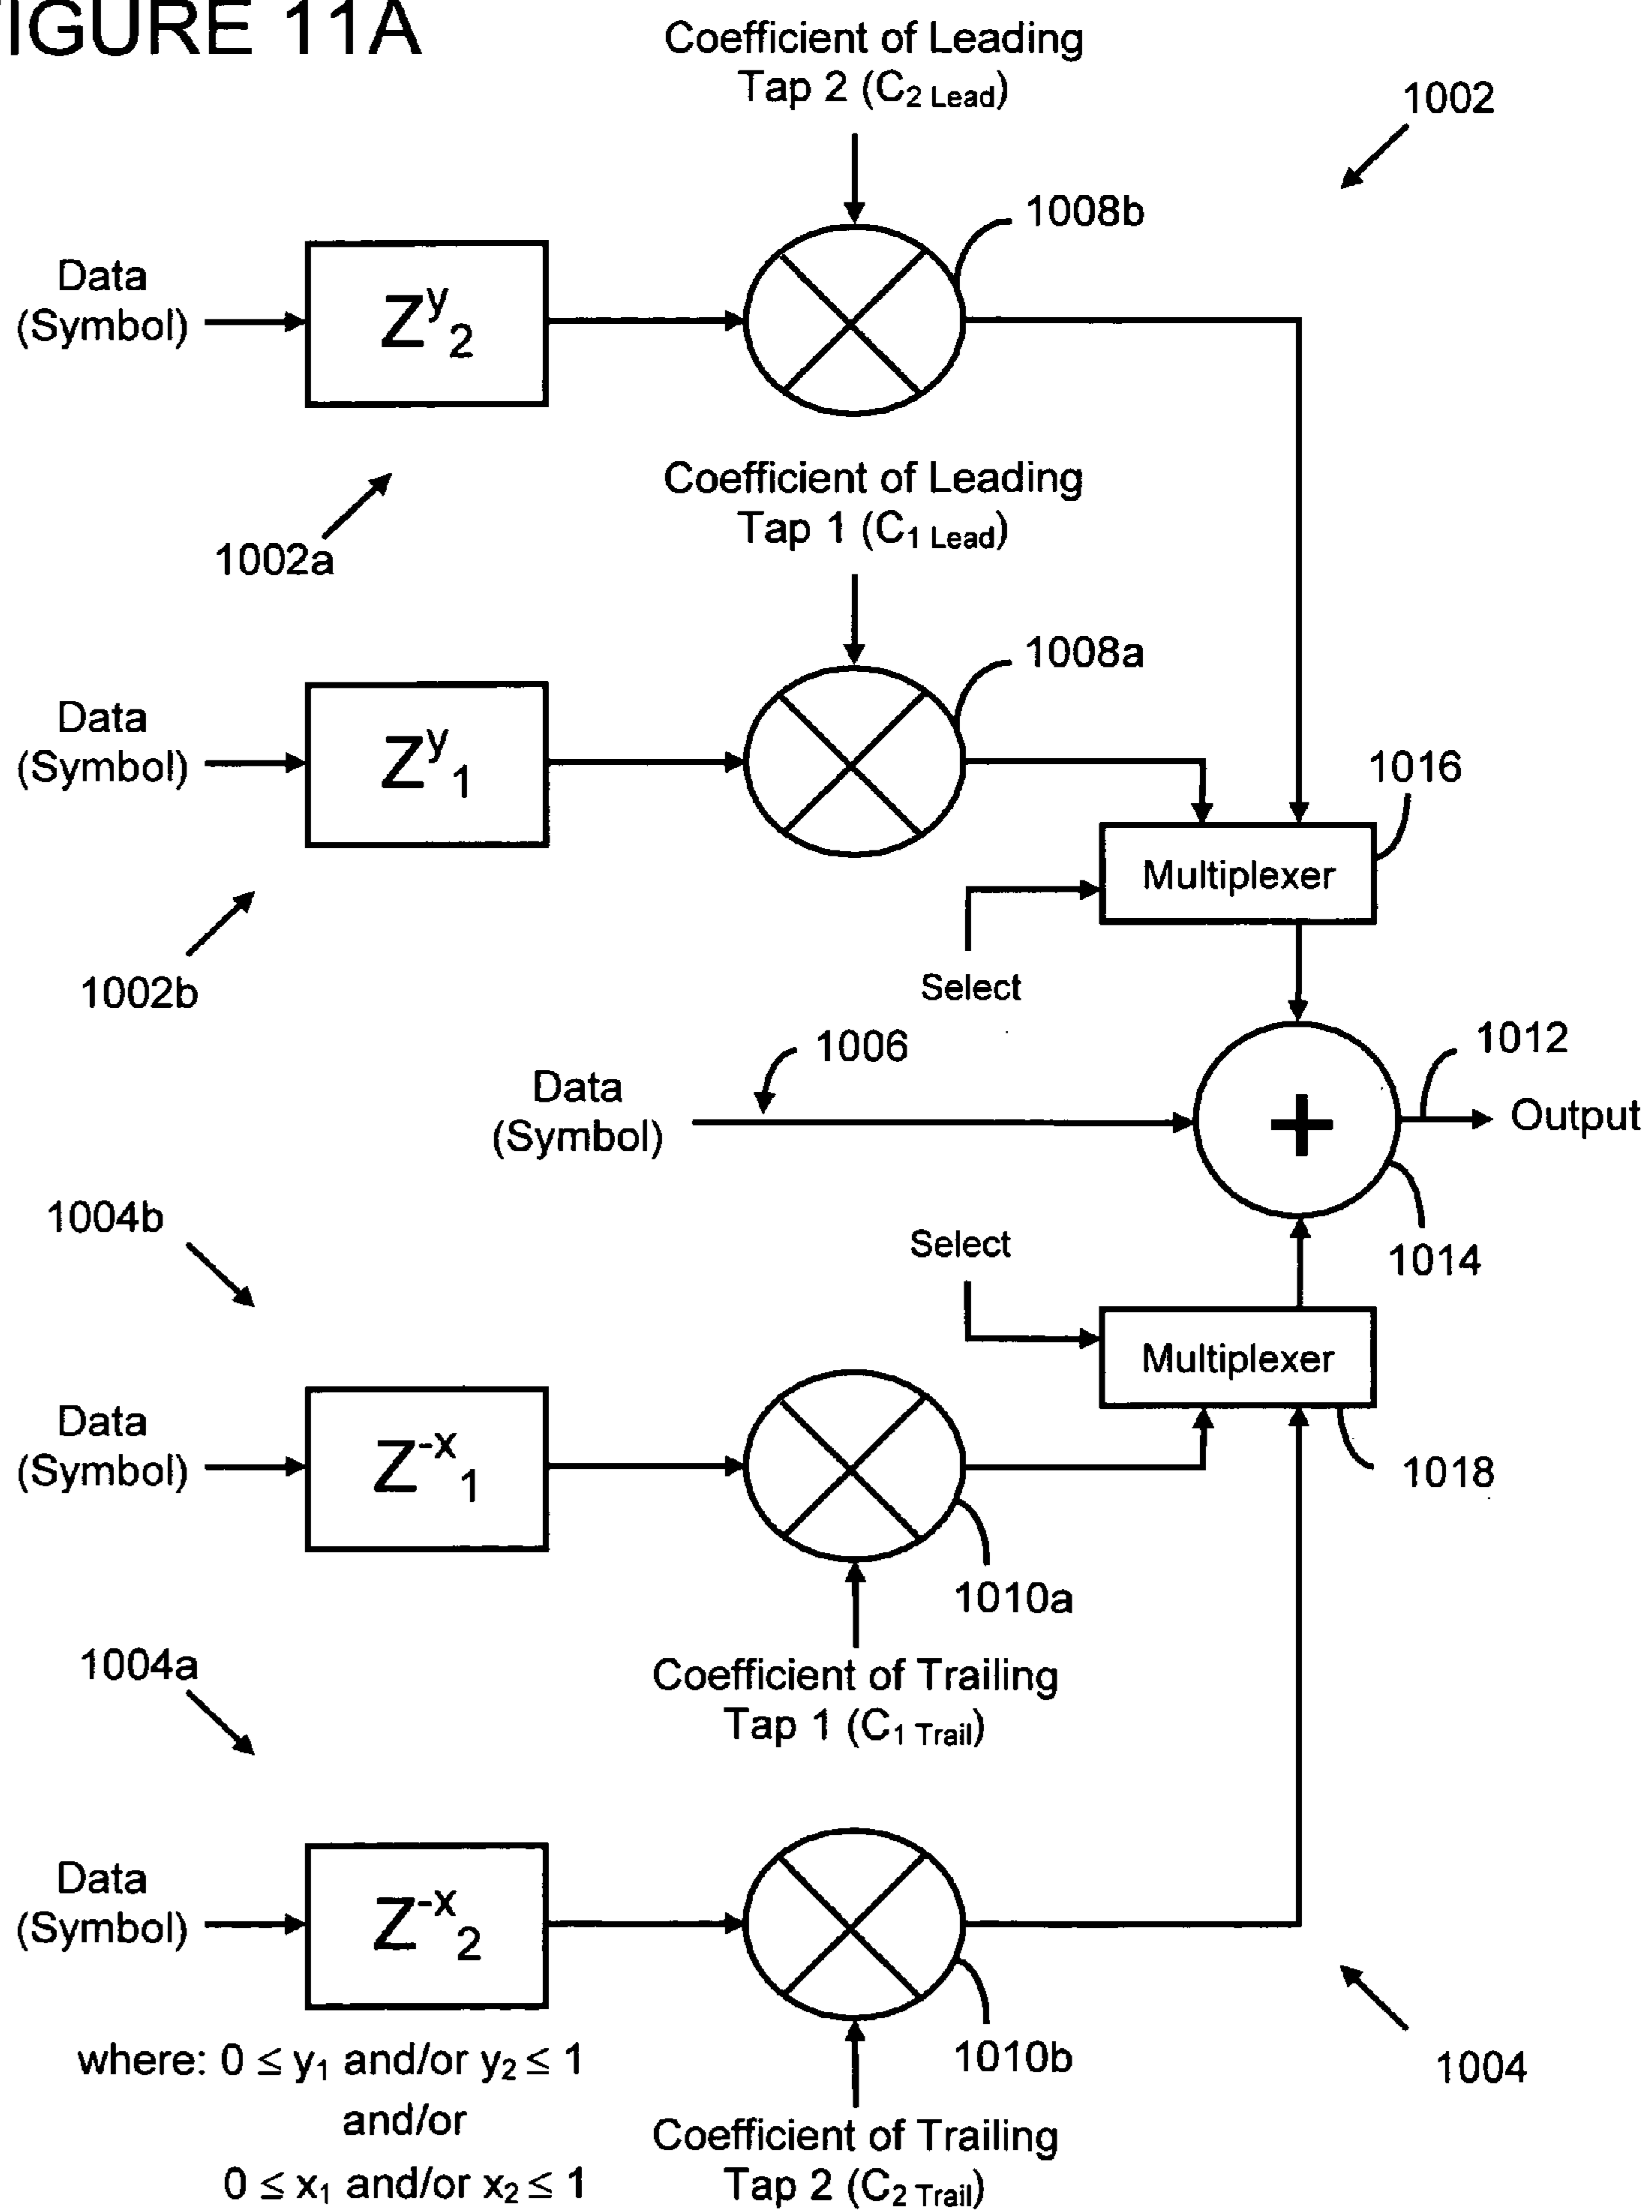 FIGURE 11A
Coefficient of Leading
Tap 2 (C2 Lead)
1002
1008b
Data
(Symbol)
Zy2
1002a
Coefficient of Leading
Tap 1 (C1 Lead)
1008a
Data
(Symbol)
Zy1
1016
Multiplexer
1002b
Select
1006
1012
Data
(Symbol)
+
Output
1004b
Select
1014
Multiplexer
Data
(Symbol)
Z-x1
1018
1010a
1004a
Coefficient of Trailing
Tap 1 (C1 Trail)
Data
(Symbol)
Z-x2
1010b
1004
where: 0 ≤ y1 and/or y2 ≤ 1
and/or
0 ≤ x1 and/or x2 ≤ 1
Coefficient of Trailing
Tap 2 (C2 Trail)